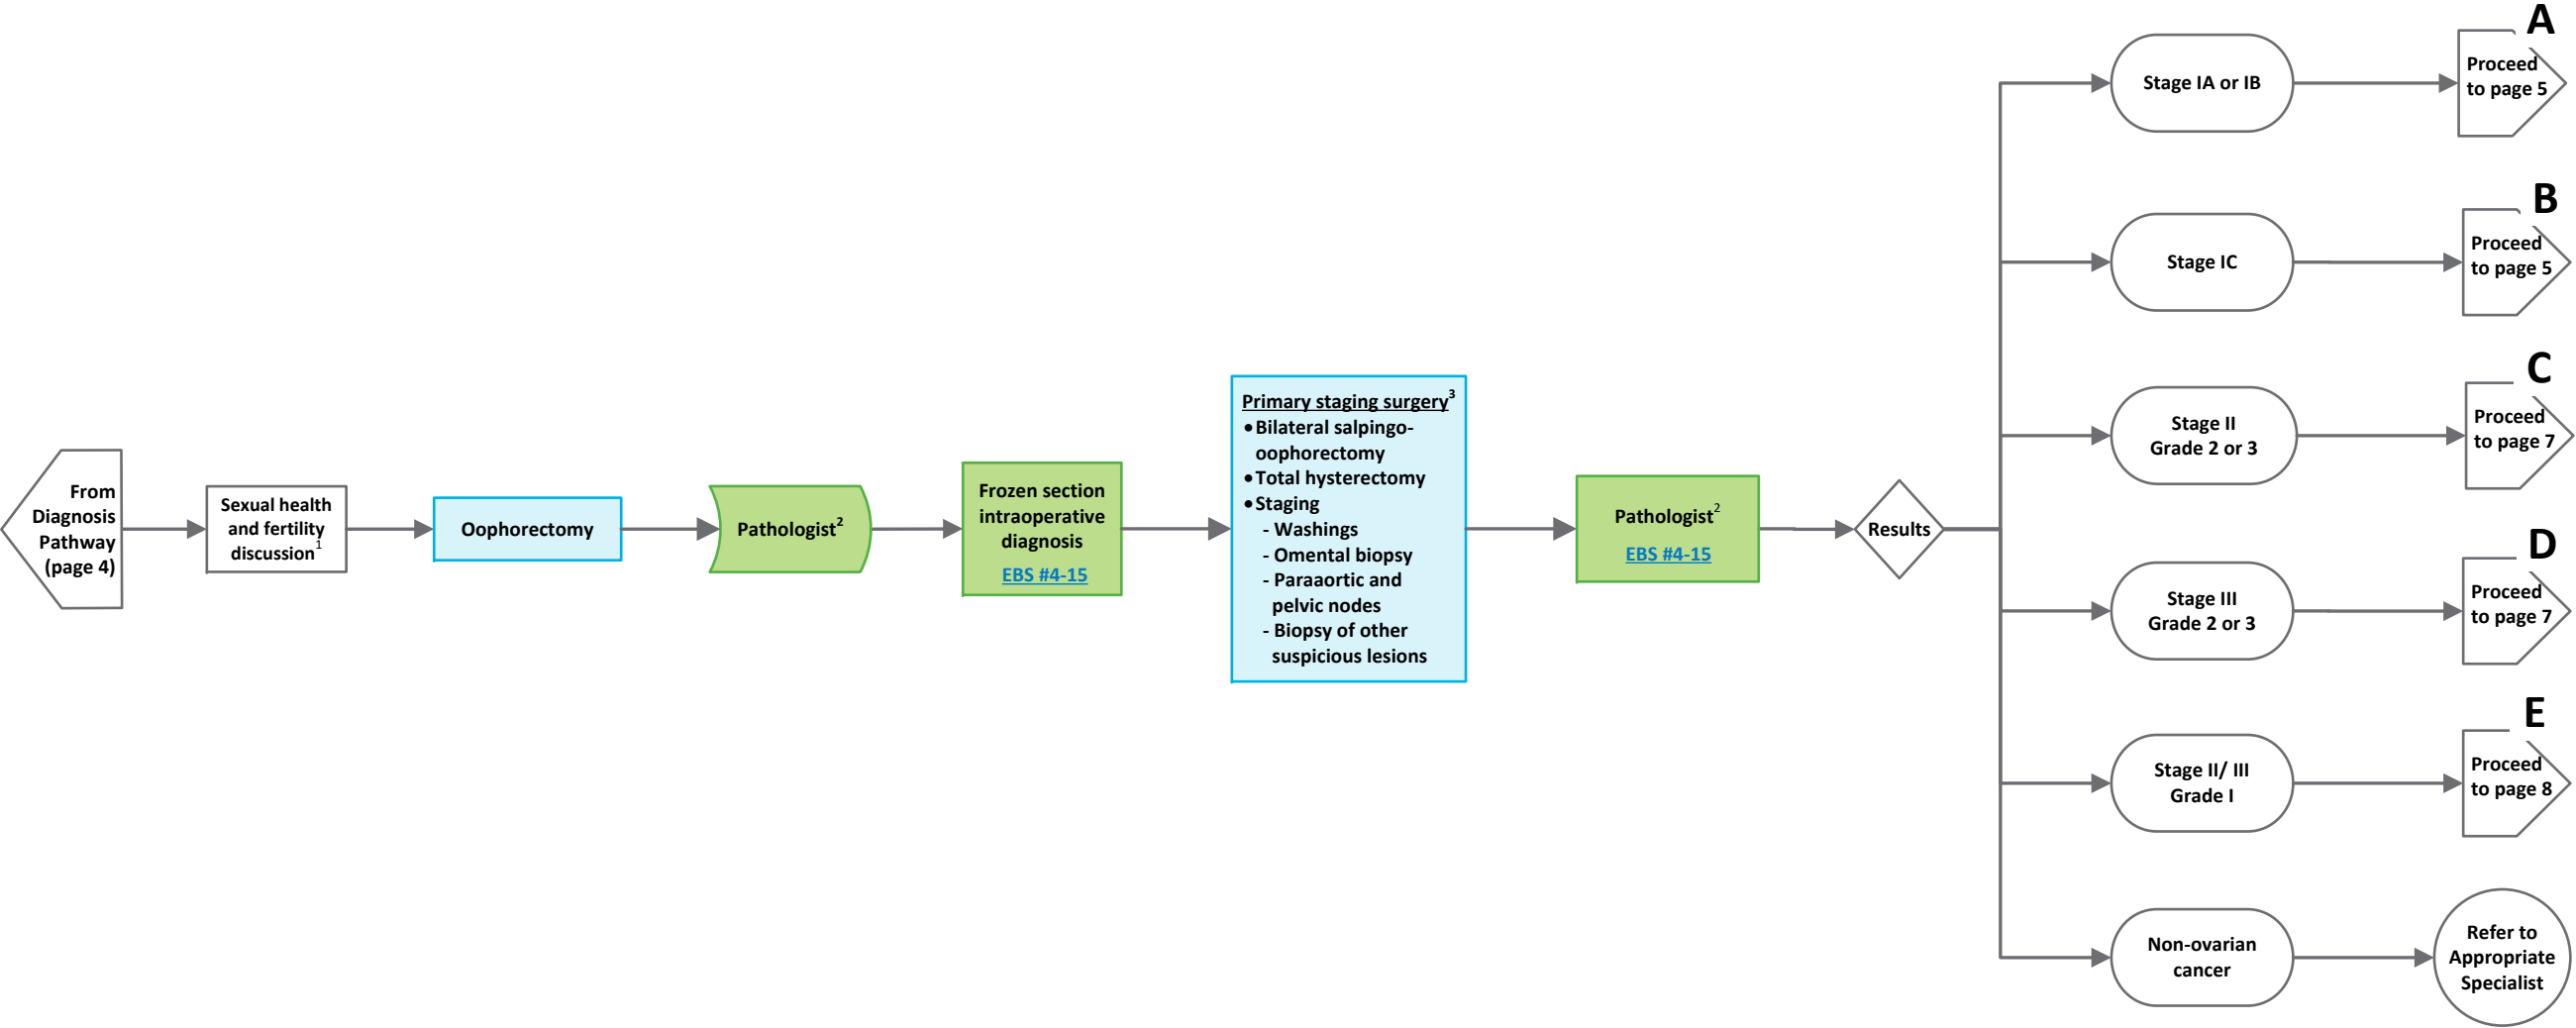 From
Diagnosis
Pathway
(page 4)
Sexual health
and fertility
discussion1
Oophorectomy
Pathologist2
Frozen section
intraoperative
diagnosis
EBS #4-15
Primary staging surgery3
•Bilateral salpingo-
oophorectomy
•Total hysterectomy
•Staging
- Washings
- Omental biopsy
- Paraaortic and
pelvic nodes
- Biopsy of other
suspicious lesions
Pathologist2
EBS #4-15
Results
Stage IA or IB
A
Proceed
to page 5
Stage IC
B
Proceed
to page 5
Stage II
Grade 2 or 3
C
Proceed
to page 7
Stage III
Grade 2 or 3
D
Proceed
to page 7
Stage II/ III
Grade I
E
Proceed
to page 8
Non-ovarian
cancer
Refer to
Appropriate
Specialist